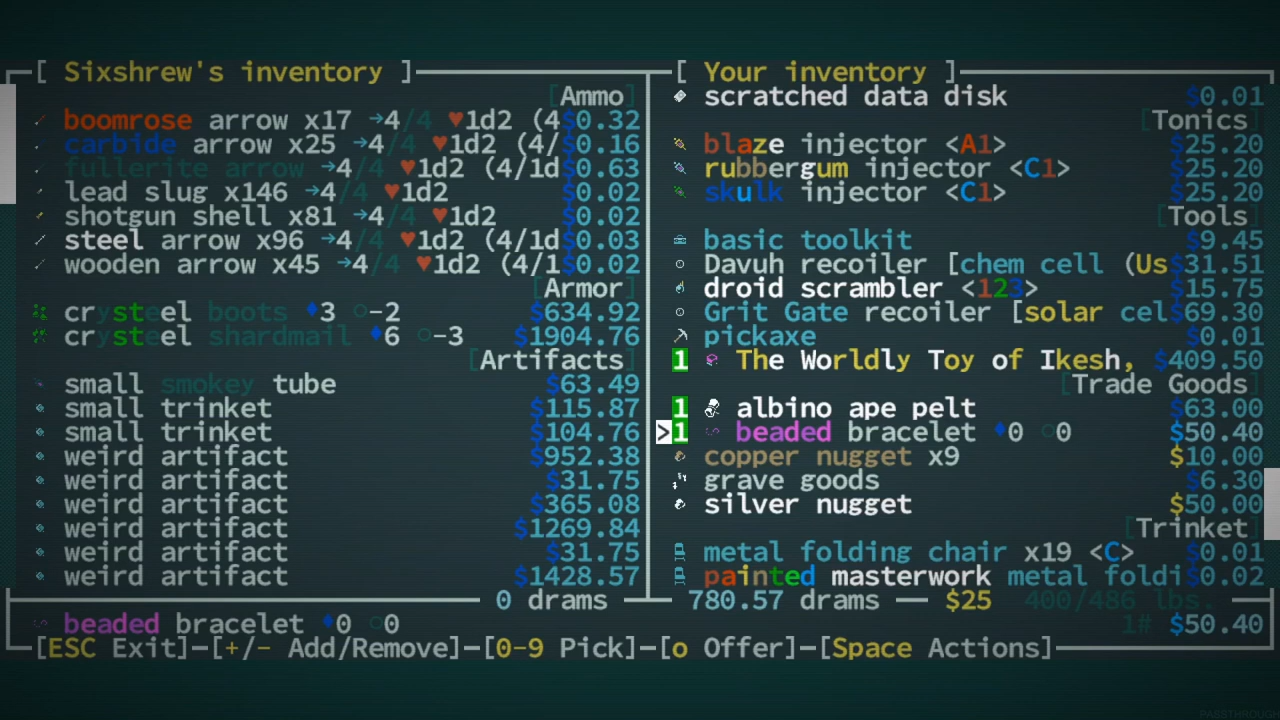 [ Sixshrew's inventory ]
[Ammo]
boomrose arrow x17 →4/4 ♥1d2 (4 $0.32
carbide arrow x25 →4/4 ♥1d2 (4/ $0.16
fullerite arrow →4/4 ♥1d2 (4/1d $0.63
lead slug x146 →4/4 ♥1d2 $0.02
shotgun shell x81 →4/4 ♥1d2 $0.02
steel arrow x96 →4/4 ♥1d2 (4/1d $0.03
wooden arrow x45 →4/4 ♥1d2 (4/1 $0.02
[Armor]
crysteel boots ♦3 ○-2 $634.92
crysteel shardmail ♦6 ○-3 $1904.76
[Artifacts]
small smokey tube $63.49
small trinket $115.87
small trinket $104.76
weird artifact $952.38
weird artifact $31.75
weird artifact $365.08
weird artifact $1269.84
weird artifact $31.75
weird artifact $1428.57
0 drams
[ Your inventory ]
scratched data disk $0.01
[Tonics]
blaze injector <A1> $25.20
rubbergum injector <C1> $25.20
skulk injector <C1> $25.20
[Tools]
basic toolkit $9.45
Davuh recoiler [chem cell (Us $31.51
droid scrambler <123> $15.75
Grit Gate recoiler [solar cel $69.30
pickaxe $0.01
1 The Worldly Toy of Ikesh, $409.50
[Trade Goods]
1 albino ape pelt $63.00
>1 beaded bracelet ♦0 ○0 $50.40
copper nugget x9 $10.00
grave goods $6.30
silver nugget $50.00
[Trinket]
metal folding chair x19 <C> $0.01
painted masterwork metal foldi $0.02
780.57 drams — $25 400/486 lbs.
beaded bracelet ♦0 ○0 1# $50.40
[ESC Exit]-[+/- Add/Remove]-[0-9 Pick]-[o Offer]-[Space Actions]